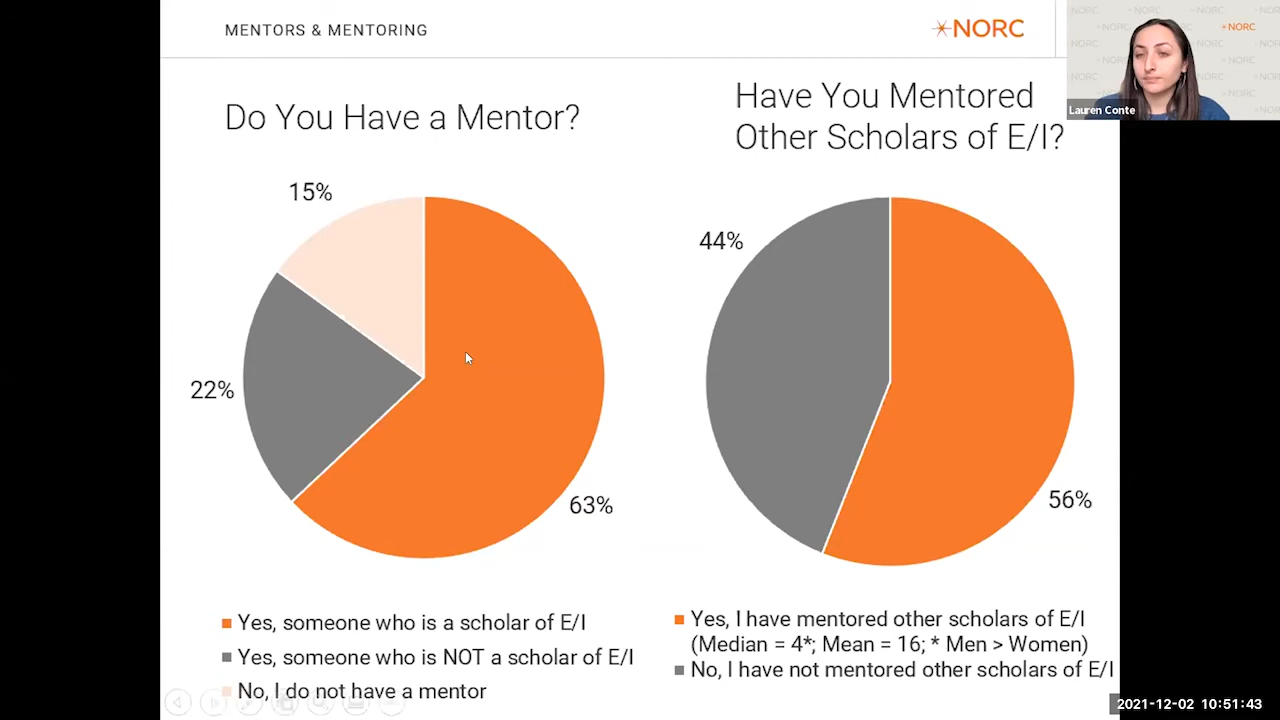 MENTORS & MENTORING
NORC
NORC
Lauren Conte
Do You Have a Mentor?
15%
22%
63%
Yes, someone who is a scholar of E/I
Yes, someone who is NOT a scholar of E/I
No, I do not have a mentor
Have You Mentored
Other Scholars of E/I?
44%
56%
Yes, I have mentored other scholars of E/I
(Median = 4*; Mean = 16; * Men > Women)
No, I have not mentored other scholars of E/I
2021-12-02 10:51:43